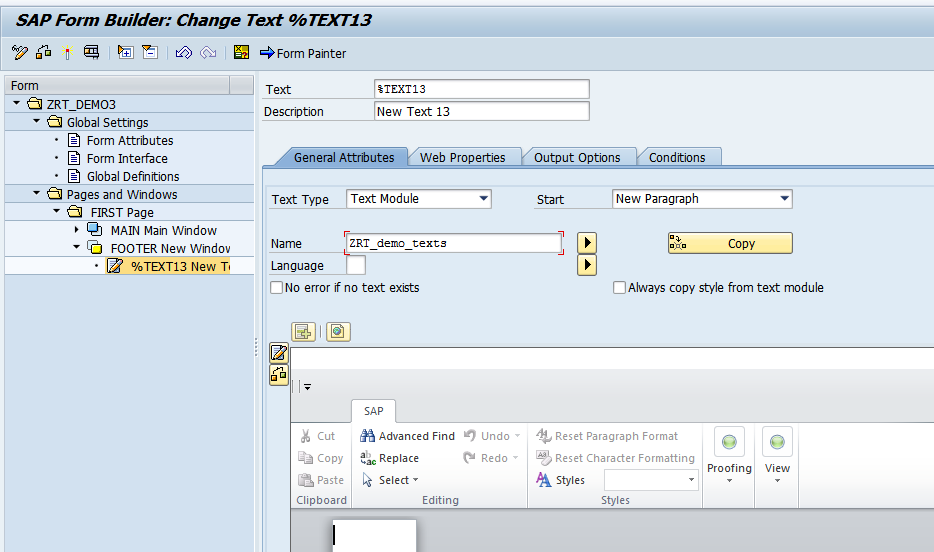 SAP Form Builder: Change Text %TEXT13
Form Painter
Form
ZRT_DEMO3
Global Settings
Form Attributes
Form Interface
Global Definitions
Pages and Windows
FIRST Page
MAIN Main Window
FOOTER New Window
%TEXT13 New Te
Text %TEXT13
Description New Text 13
General Attributes Web Properties Output Options Conditions
Text Type Text Module Start New Paragraph
Name ZRT_demo_texts Copy
Language
No error if no text exists Always copy style from text module
SAP
Cut Advanced Find Undo Reset Paragraph Format
Copy Replace Redo Reset Character Formatting Proofing View
Paste Select Styles
Clipboard Editing Styles